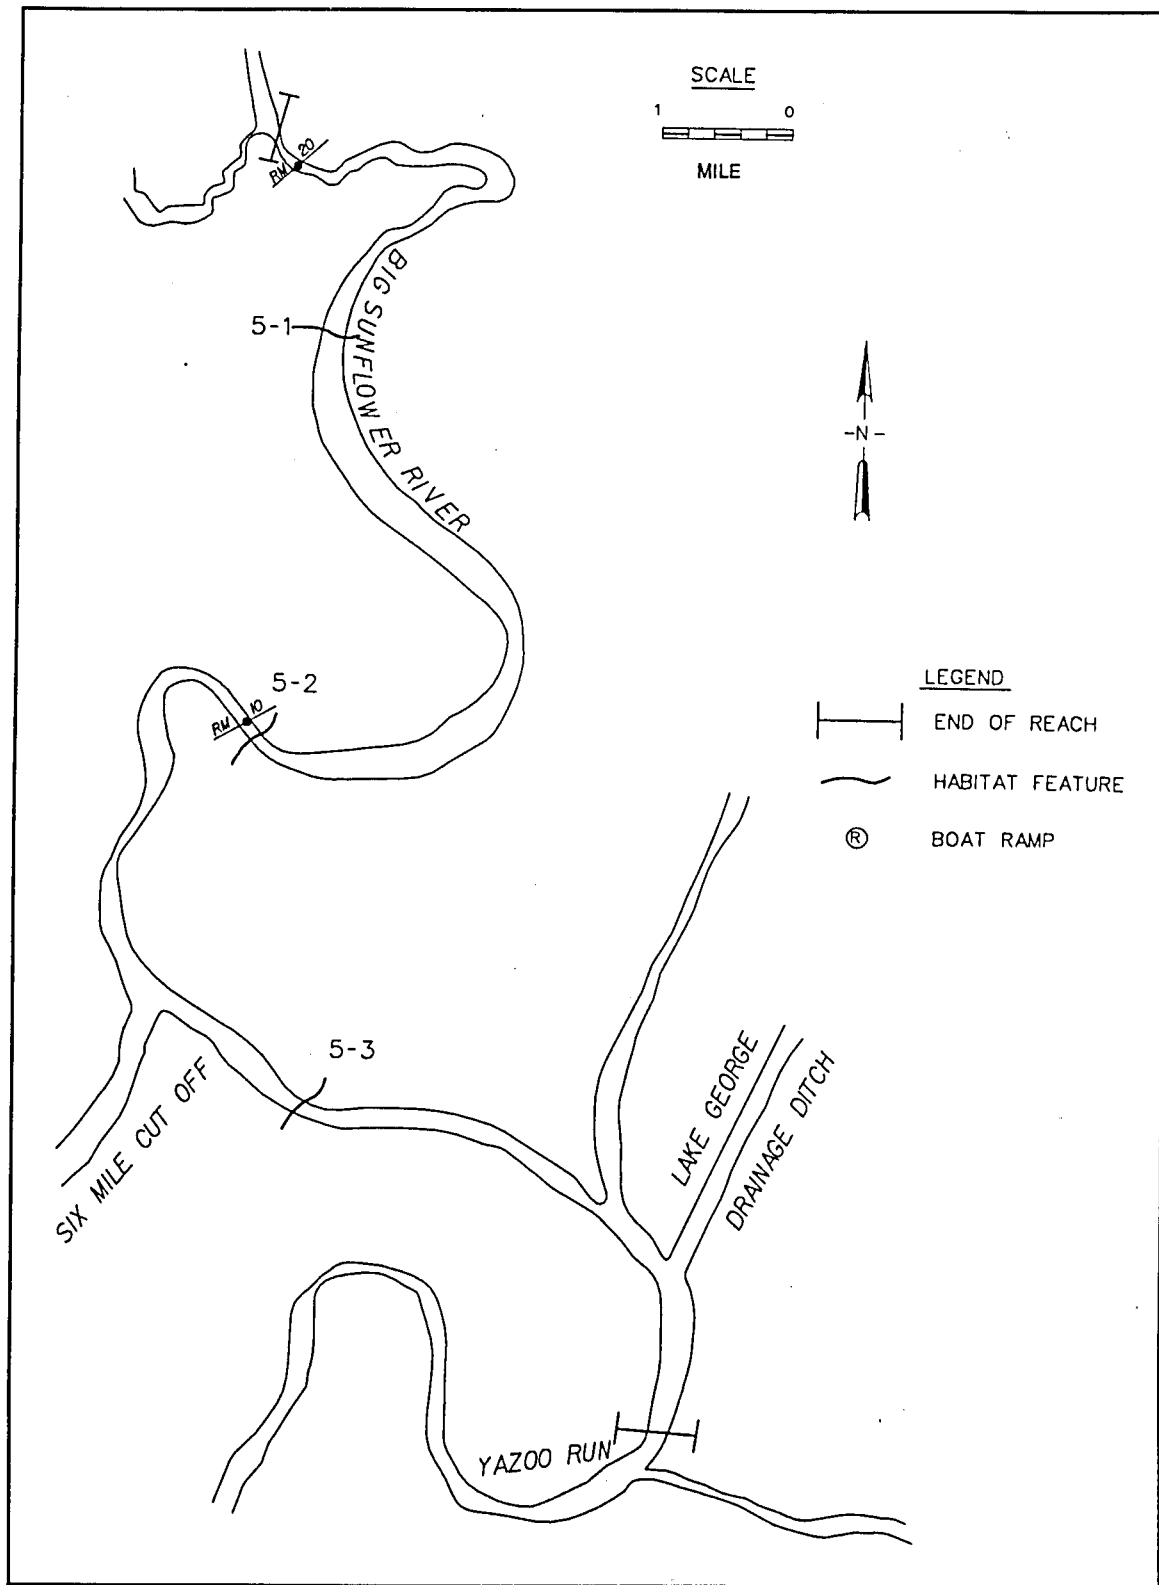 SCALE
1 0
MILE
RM 20
BIG SUNFLOWER RIVER
5-1
-N-
5-2
RM 10
LEGEND
END OF REACH
HABITAT FEATURE
R BOAT RAMP
5-3
SIX MILE CUT OFF
LAKE GEORGE
DRAINAGE DITCH
YAZOO RUN